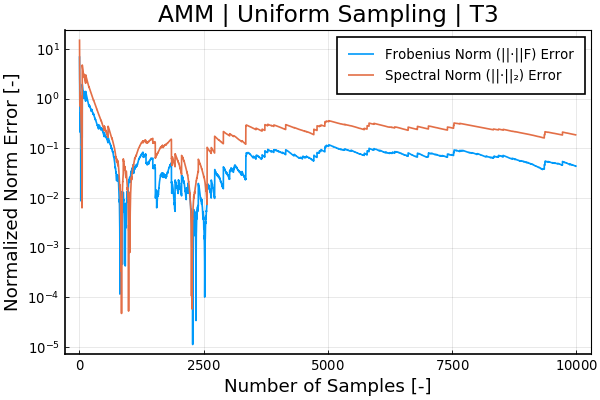 AMM | Uniform Sampling | T3
Normalized Norm Error [-]
10¹
10⁰
10⁻¹
10⁻²
10⁻³
10⁻⁴
10⁻⁵
Frobenius Norm (||·||F) Error
Spectral Norm (||·||₂) Error
0 2500 5000 7500 10000
Number of Samples [-]